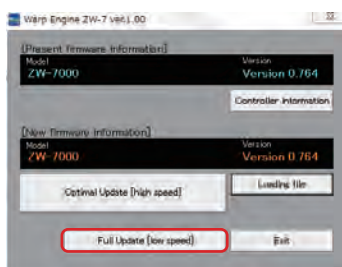 Warp Engine ZW-7 ver.1.00
[Present firmware information]
Model Version
ZW-7000 Version 0.764
Controller information
[New firmware information]
Model Version
ZW-7000 Version 0.764
Loading file
Optimal Update [high speed]
Full Update [low speed]
Exit